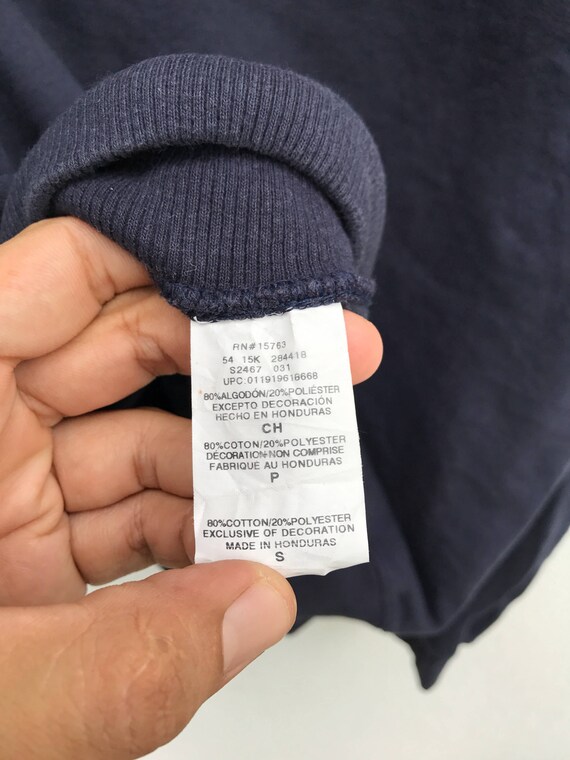 RN#15763
54 15K 284418
S2467 031
UPC:011919618668
80%ALGODÓN/20%POLIÉSTER
EXCEPTO DECORACIÓN
HECHO EN HONDURAS
CH
80%COTON/20%POLYESTER
DÉCORATION NON COMPRISE
FABRIQUE AU HONDURAS
P
80%COTTON/20%POLYESTER
EXCLUSIVE OF DECORATION
MADE IN HONDURAS
S